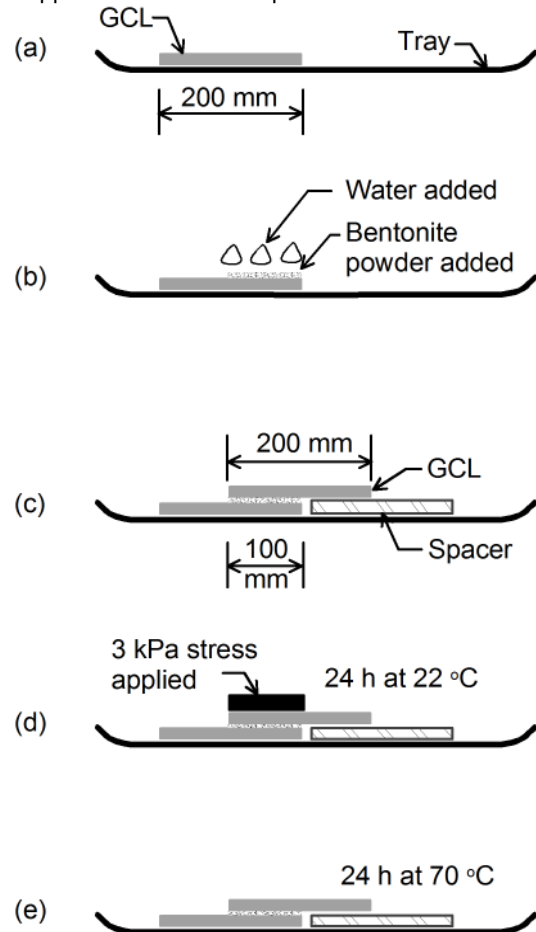 GCL
(a)
Tray
200 mm
Water added
Bentonite
powder added
(b)
200 mm
GCL
(c)
Spacer
100
mm
3 kPa stress
applied
24 h at 22 °C
(d)
24 h at 70 °C
(e)